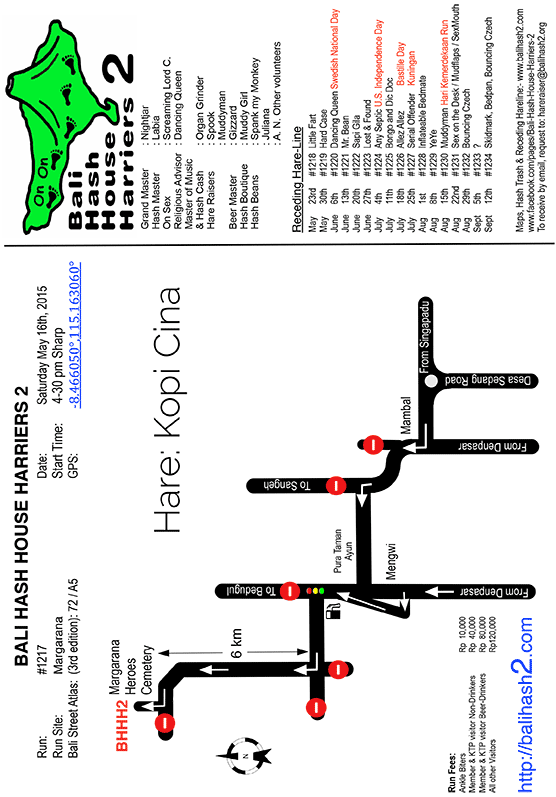 BALI HASH HOUSE HARRIERS 2
Run: #1217
Run Site: Margarana
Bali Street Atlas: (3rd edition): 72 / A5
Date: Saturday May 16th, 2015
Start Time: 4-30 pm Sharp
GPS: -8.466050°,115.163060°
Hare: Kopi Cina
BHHH2
Margarana
Heroes
Cemetery
6 km
N
To Bedugul
To Sangeh
Pura Taman
Ayun
Mengwi
Mambal
From Singapadu
Desa Sedang Road
From Denpasar
From Denpasar
Run Fees:
Ankle Biters Rp 10,000
Member & KTP visitor Non-Drinkers Rp 40,000
Member & KTP visitor Beer-Drinkers Rp 80,000
All other Visitors Rp120,000
http://balihash2.com
On On
Bali
Hash
House
Harriers 2
Grand Master : Nightjar
Hash Master : Labia
On Sex : Screaming Lord C.
Religious Advisor : Dancing Queen
Master of Music
& Hash Cash : Organ Grinder
Hare Raisers : Spook
: Muddyman
Beer Master : Gizzard
Hash Boutique : Muddy Girl
Hash Beans : Spank my Monkey
: Juliana
: A. N. Other volunteers
Receding Hare-Line
May 23rd #1218 Little Fart
May 30th #1219 Hard Case
June 6th #1220 Dancing Queen Swedish National Day
June 13th #1221 Mr. Bean
June 20th #1222 Sapi Gila
June 27th #1223 Lost & Found
July 4th #1224 Any Septic U.S. Independence Day
July 11th #1225 Bongo and Dic Doc
July 18th #1226 Allez Allez Bastille Day
July 25th #1227 Serial Offender Kuningan
Aug 1st #1228 Inflateable Bedmate
Aug 8th #1229 YeYe
Aug 15th #1230 Muddyman Hari Kemerdekaan Run
Aug 22nd #1231 Sex on the Desk / Mudflaps / SexMouth
Aug 29th #1232 Bouncing Czech
Sept 5th #1233 ?
Sept 12th #1234 Skidmark, Bedpan, Bouncing Czech
Maps, Hash Trash & Receding Hareline:- www.balihash2.com
www.facebook.com/pages/Bali-Hash-House-Harriers-2
To receive by email, request to: hareraiser@balihash2.org